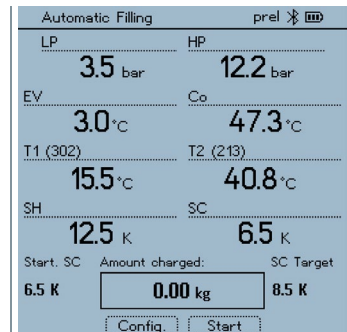 Automatic Filling prel
LP HP
3.5 bar 12.2 bar
EV Co
3.0 °C 47.3 °C
T1 (302) T2 (213)
15.5 °C 40.8 °C
SH SC
12.5 K 6.5 K
Start. SC Amount charged: SC Target
6.5 K 0.00 kg 8.5 K
Config. Start